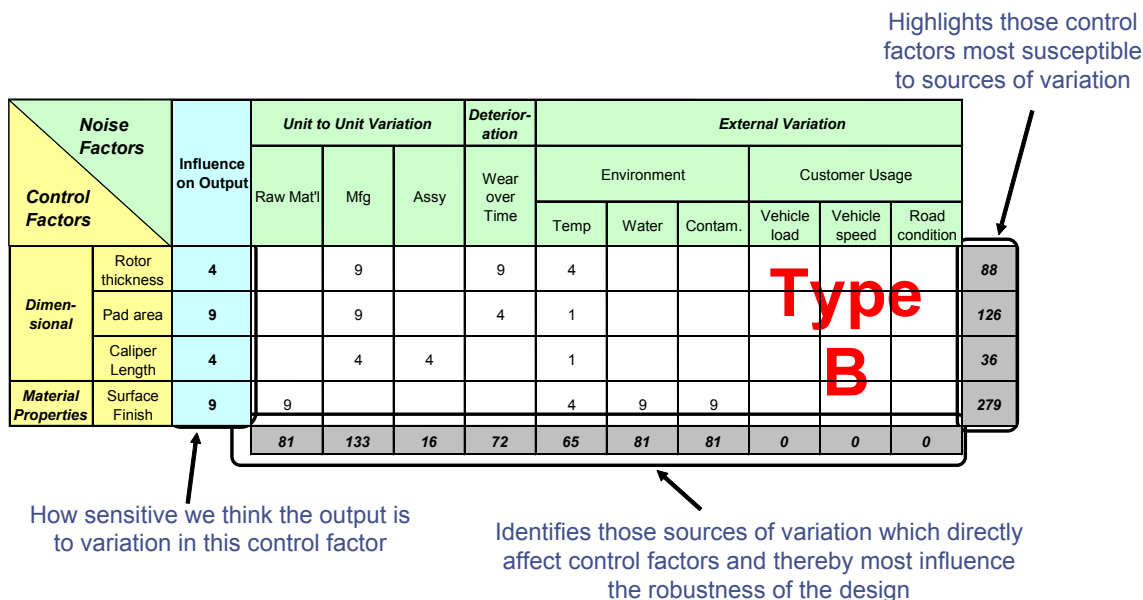 Highlights those control
factors most susceptible
to sources of variation
Noise
Factors
Control
Factors
Influence
on Output
Unit to Unit Variation
Deterior-
ation
External Variation
Raw Mat'l
Mfg
Assy
Wear
over
Time
Environment
Customer Usage
Temp
Water
Contam.
Vehicle
load
Vehicle
speed
Road
condition
Dimen-
sional
Rotor
thickness
4 9 9 4 88
Pad area 9 9 4 1 126
Caliper
Length
4 4 4 1 36
Type
B
Material
Properties
Surface
Finish
9 9 4 9 9 279
81 133 16 72 65 81 81 0 0 0
How sensitive we think the output is
to variation in this control factor
Identifies those sources of variation which directly
affect control factors and thereby most influence
the robustness of the design